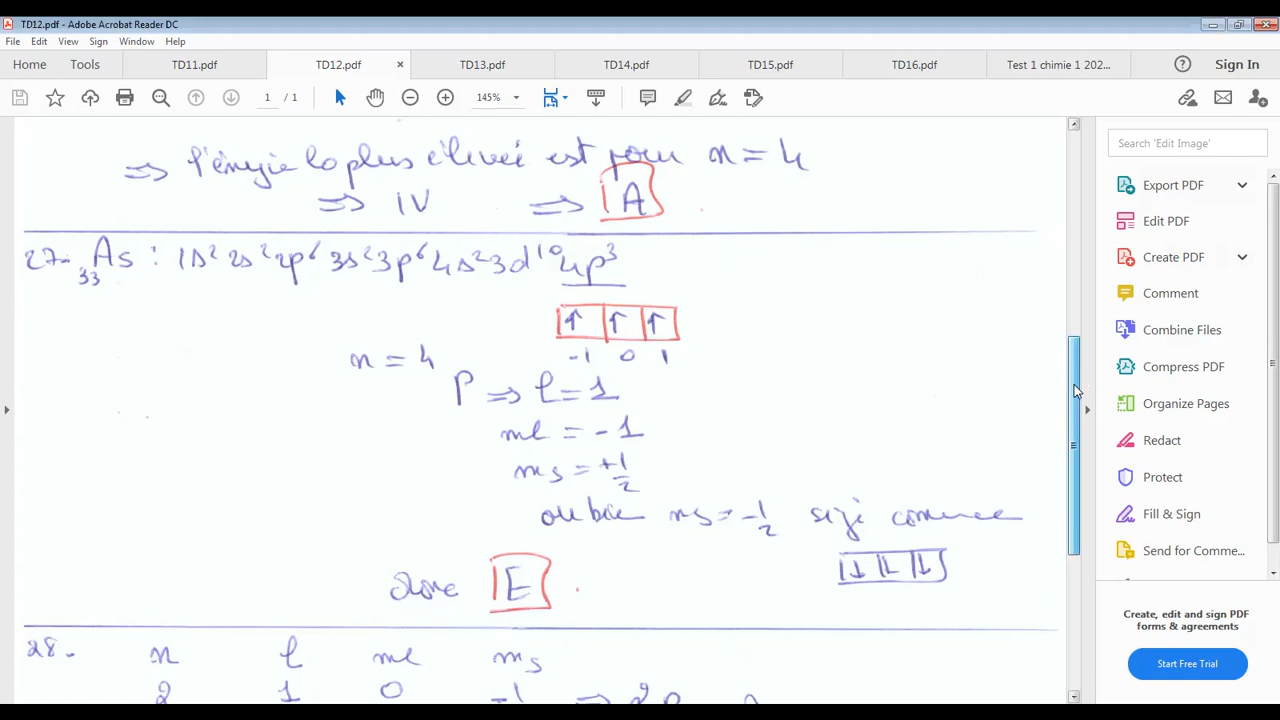 TD12.pdf - Adobe Acrobat Reader DC
File Edit View Sign Window Help
Home Tools TD11.pdf TD12.pdf × TD13.pdf TD14.pdf TD15.pdf TD16.pdf Test 1 chimie 1 202... Sign In
1 / 1 145%
⇒ l'énergie la plus élevée est pour n = 4
⇒ IV ⇒ A
27- ₃₃As : 1s² 2s² 2p⁶ 3s² 3p⁶ 4s² 3d¹⁰ 4p³
↑ ↑ ↑
-1 0 1
n = 4
P ⇒ l = 1
ml = -1
ms = +1/2
ou bien ms = -1/2 si je commence
↓ ↓ ↓
donc E
28- n l ml ms
2 1 0 -1 ⇒ 2p
Search 'Edit Image'
Export PDF
Edit PDF
Create PDF
Comment
Combine Files
Compress PDF
Organize Pages
Redact
Protect
Fill & Sign
Send for Comme...
Create, edit and sign PDF
forms & agreements
Start Free Trial